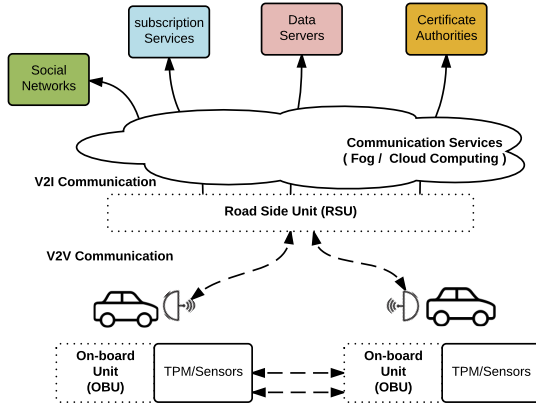 subscription
Services
Data
Servers
Certificate
Authorities
Social
Networks
Communication Services
( Fog / Cloud Computing )
V2I Communication
Road Side Unit (RSU)
V2V Communication
On-board
Unit
(OBU)
TPM/Sensors
On-board
Unit
(OBU)
TPM/Sensors